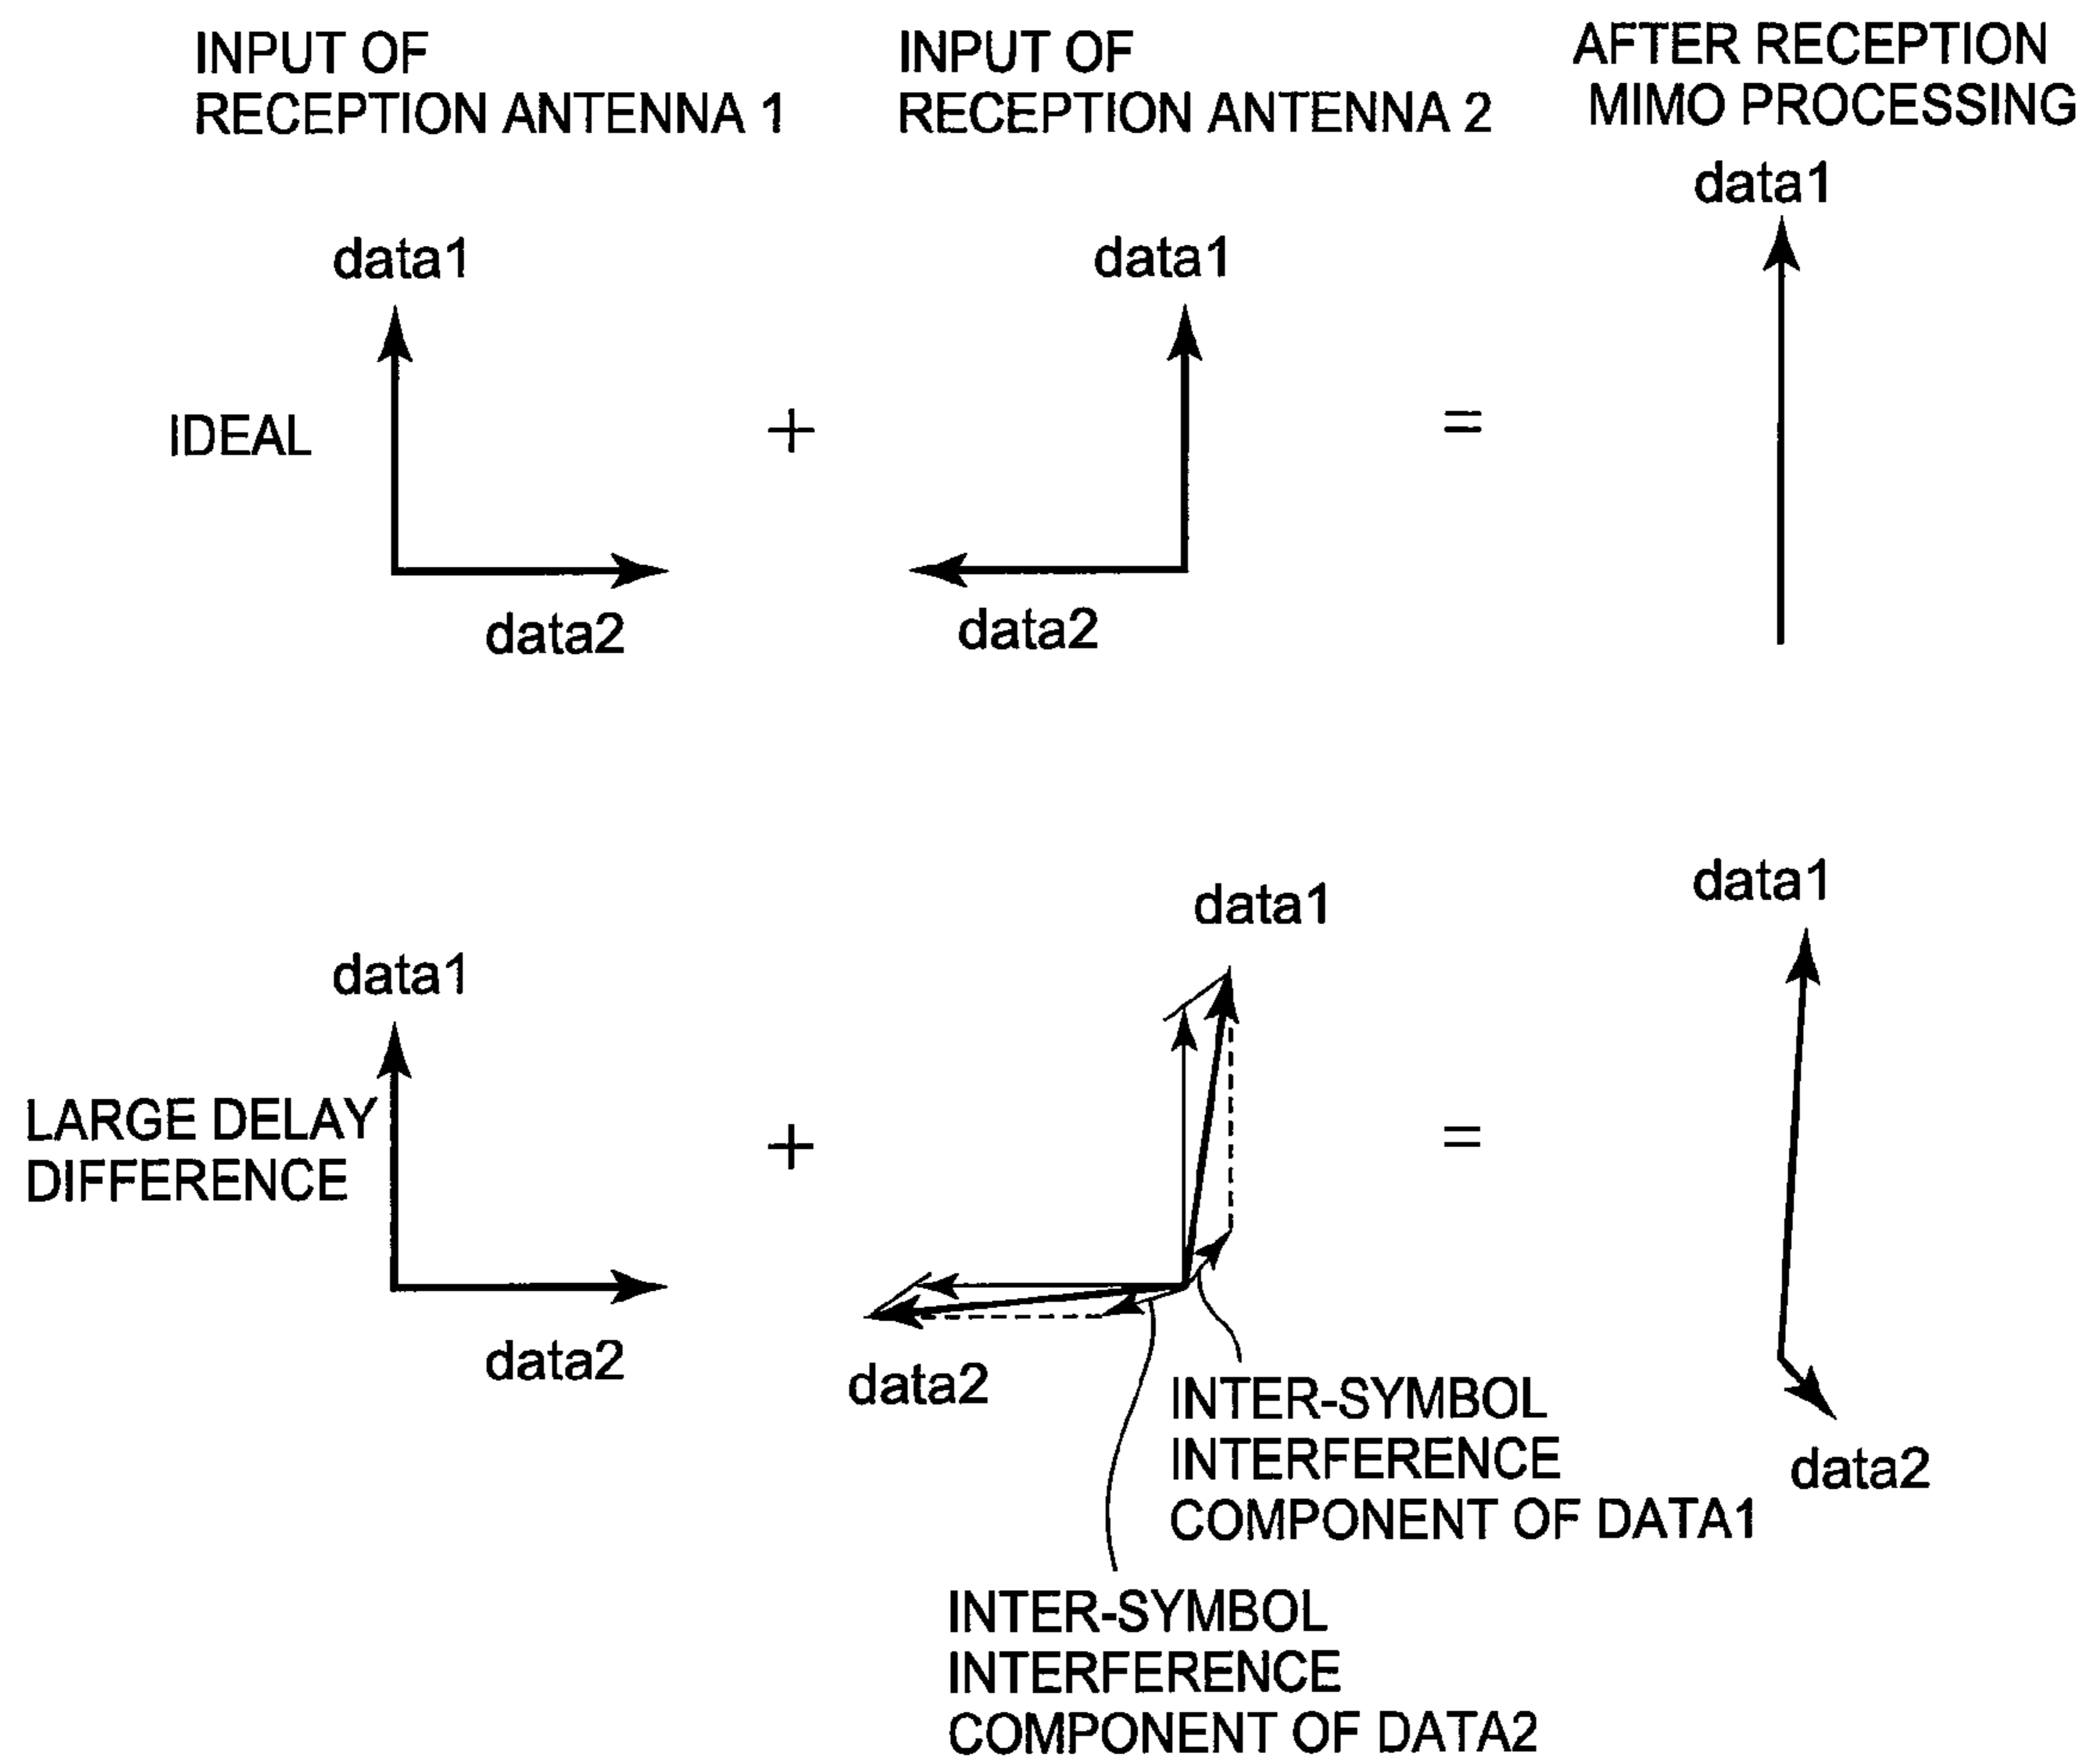 INPUT OF
RECEPTION ANTENNA 1
INPUT OF
RECEPTION ANTENNA 2
AFTER RECEPTION
MIMO PROCESSING
data1
data1
data1
IDEAL
+
=
data2
data2
data1
data1
data1
LARGE DELAY
DIFFERENCE
+
=
data2
data2
data2
INTER-SYMBOL
INTERFERENCE
COMPONENT OF DATA1
INTER-SYMBOL
INTERFERENCE
COMPONENT OF DATA2